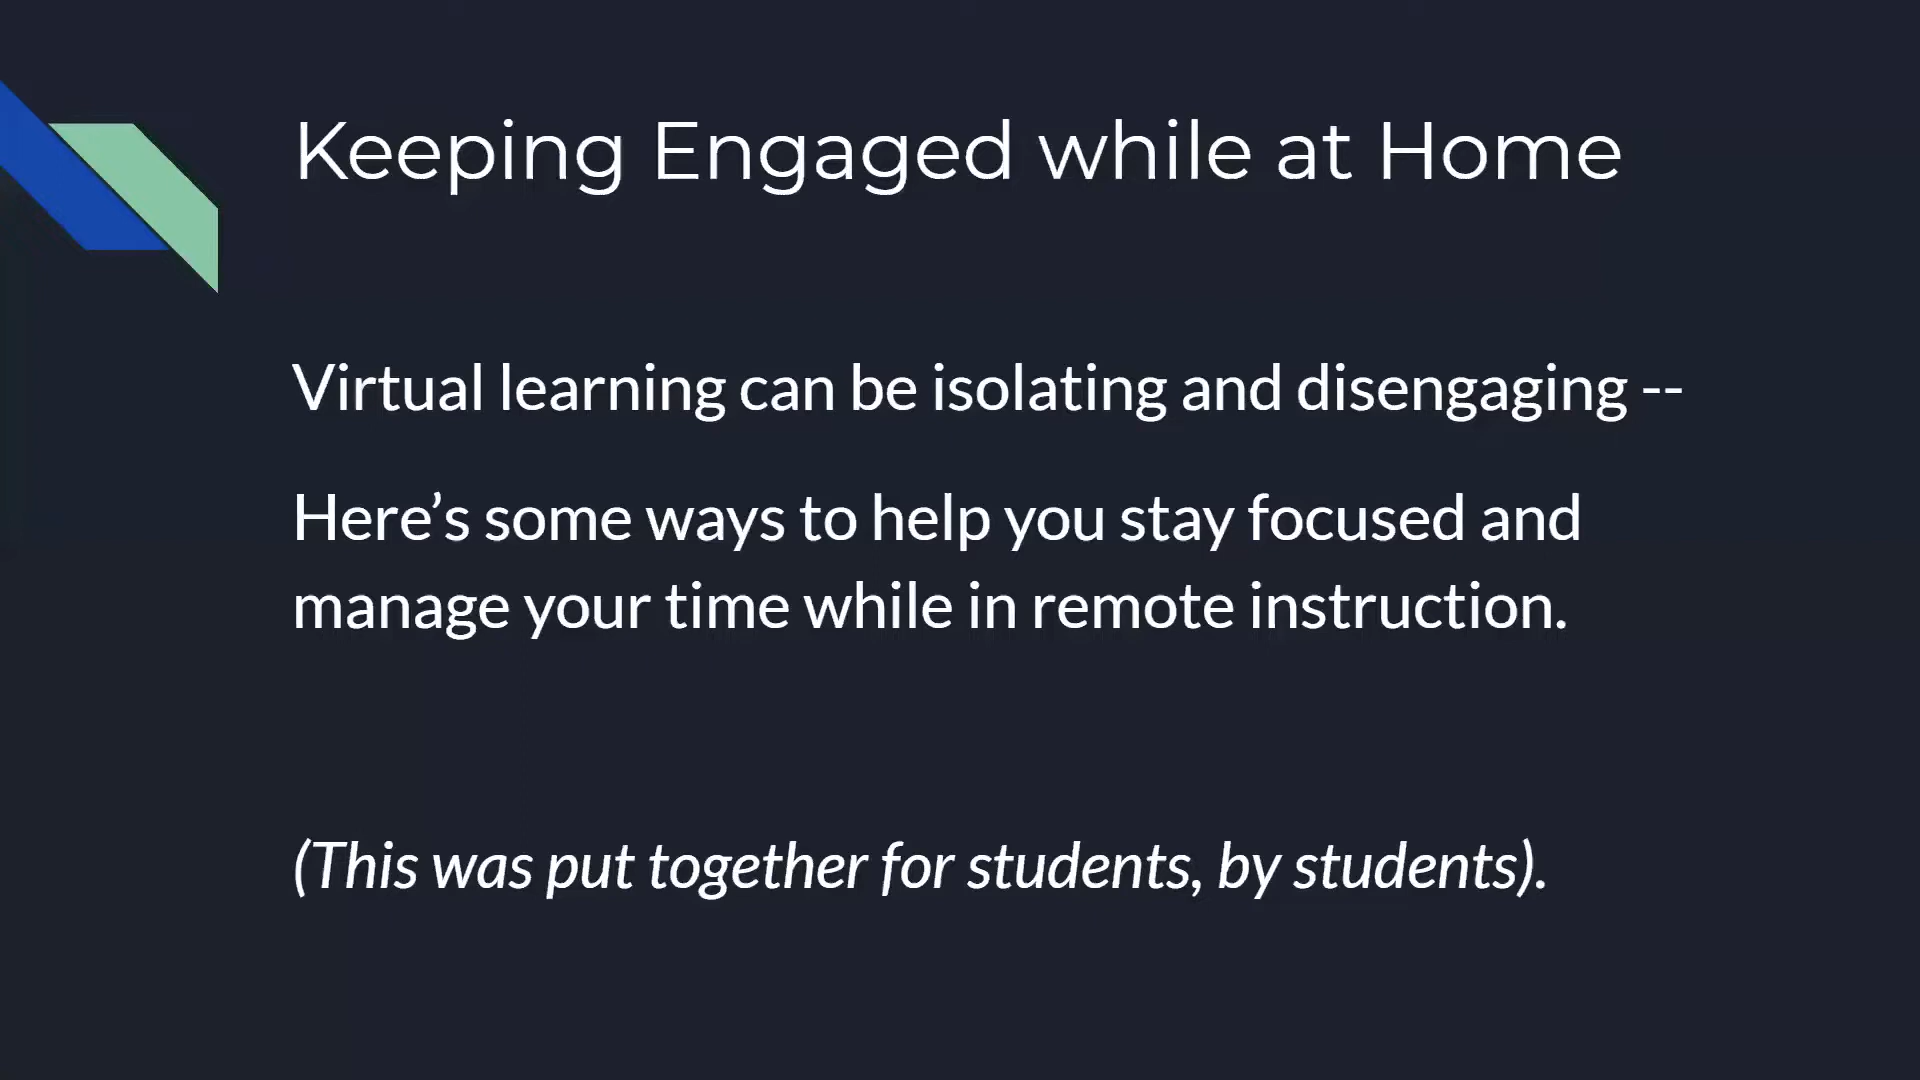 Keeping Engaged while at Home
Virtual learning can be isolating and disengaging --
Here’s some ways to help you stay focused and
manage your time while in remote instruction.
(This was put together for students, by students).